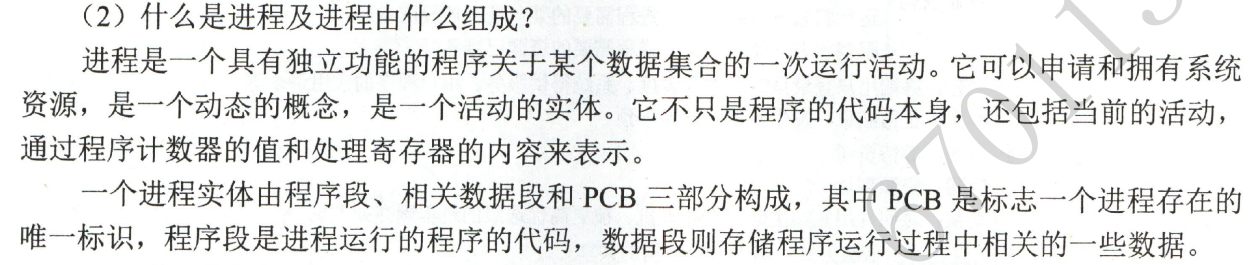 （2）什么是进程及进程由什么组成？
进程是一个具有独立功能的程序关于某个数据集合的一次运行活动。它可以申请和拥有系统
资源，是一个动态的概念，是一个活动的实体。它不只是程序的代码本身，还包括当前的活动，
通过程序计数器的值和处理寄存器的内容来表示。
一个进程实体由程序段、相关数据段和 PCB 三部分构成，其中 PCB 是标志一个进程存在的
唯一标识，程序段是进程运行的程序的代码，数据段则存储程序运行过程中相关的一些数据。